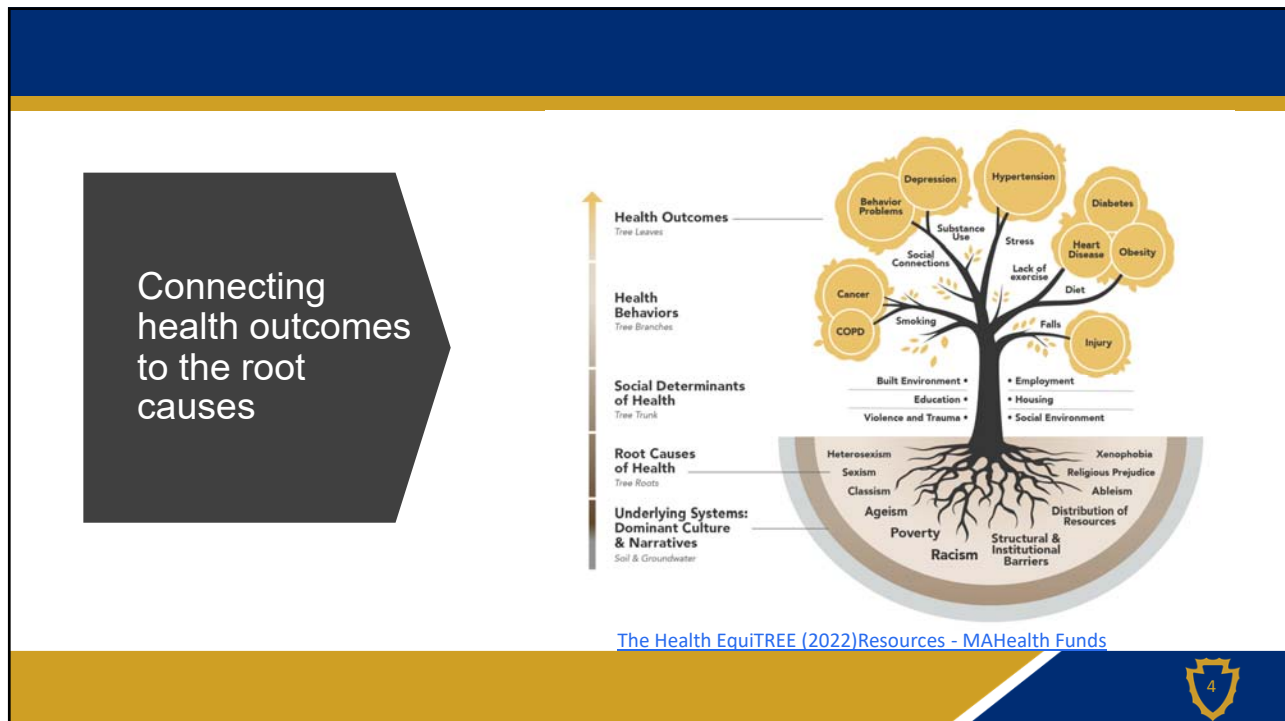 Connecting
health outcomes
to the root
causes
Health Outcomes
Tree Leaves
Health
Behaviors
Tree Branches
Social Determinants
of Health
Tree Trunk
Root Causes
of Health
Tree Roots
Underlying Systems:
Dominant Culture
& Narratives
Soil & Groundwater
Depression
Behavior
Problems
Hypertension
Diabetes
Heart
Disease
Obesity
Substance
Use
Stress
Social
Connections
Lack of
exercise
Diet
Cancer
COPD
Smoking
Falls
Injury
Built Environment •
Education •
Violence and Trauma •
• Employment
• Housing
• Social Environment
Heterosexism
Sexism
Classism
Ageism
Poverty
Racism
Structural &
Institutional
Barriers
Distribution of
Resources
Ableism
Religious Prejudice
Xenophobia
The Health EquiTREE (2022)Resources - MAHealth Funds
4